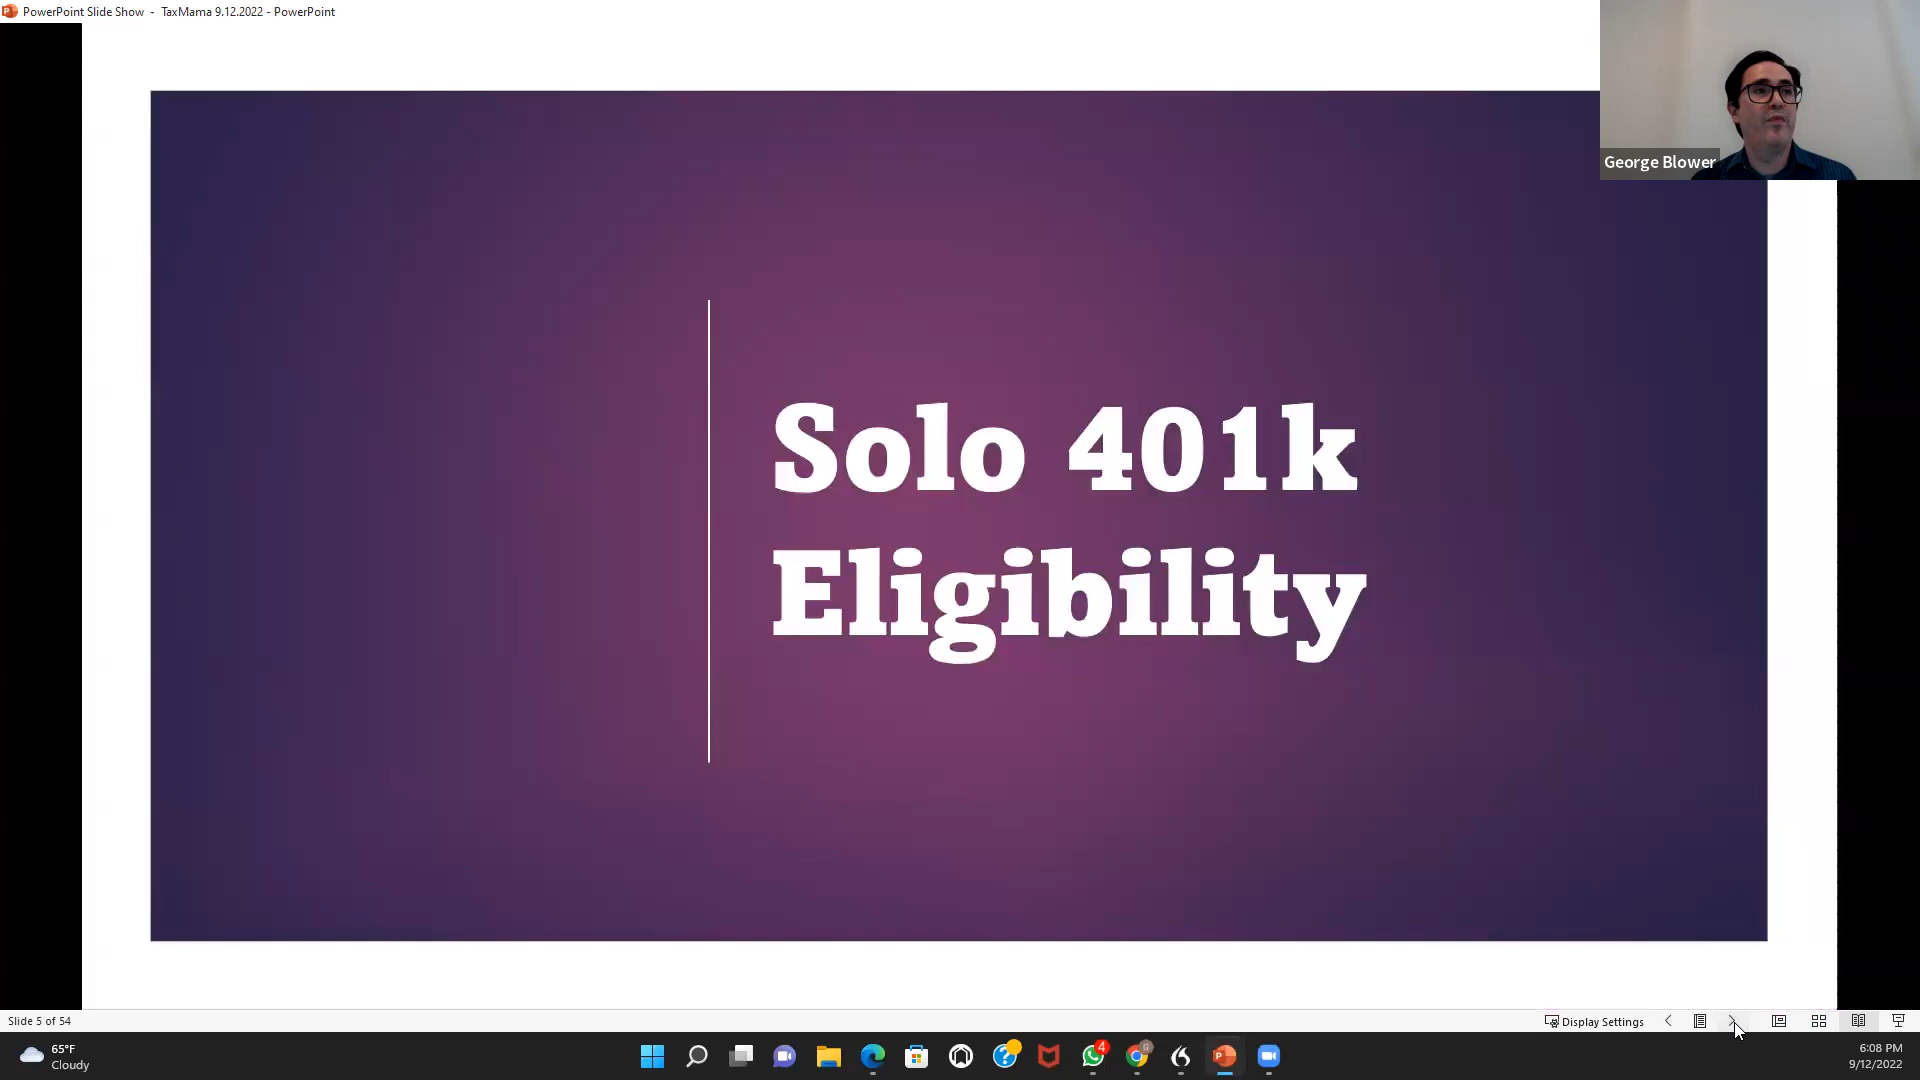 PowerPoint Slide Show - TaxMama 9.12.2022 - PowerPoint
George Blower
Solo 401k
Eligibility
Slide 5 of 54
Display Settings
65°F
Cloudy
4
G
6:08 PM
9/12/2022